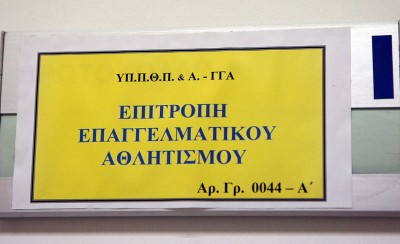 ΥΠ.Π.Θ.Π. & Α. - ΓΓΑ
ΕΠΙΤΡΟΠΗ
ΕΠΑΓΓΕΛΜΑΤΙΚΟΥ
ΑΘΛΗΤΙΣΜΟΥ
Αρ. Γρ. 0044 – Α΄